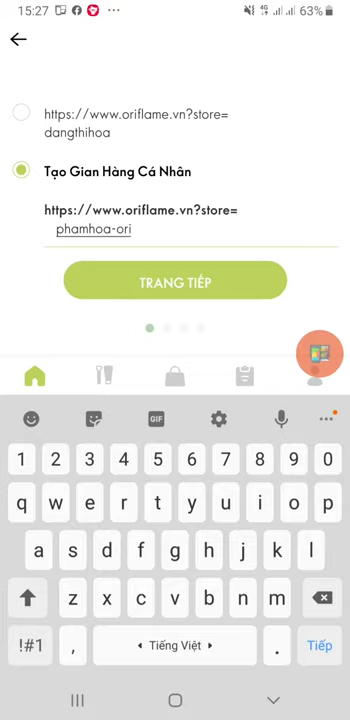 15:27
4G
63%
https://www.oriflame.vn?store=
dangthihoa
Tạo Gian Hàng Cá Nhân
https://www.oriflame.vn?store=
phamhoa-ori
TRANG TIẾP
GIF
1 2 3 4 5 6 7 8 9 0
q w e r t y u i o p
a s d f g h j k l
z x c v b n m
!#1 , Tiếng Việt . Tiếp